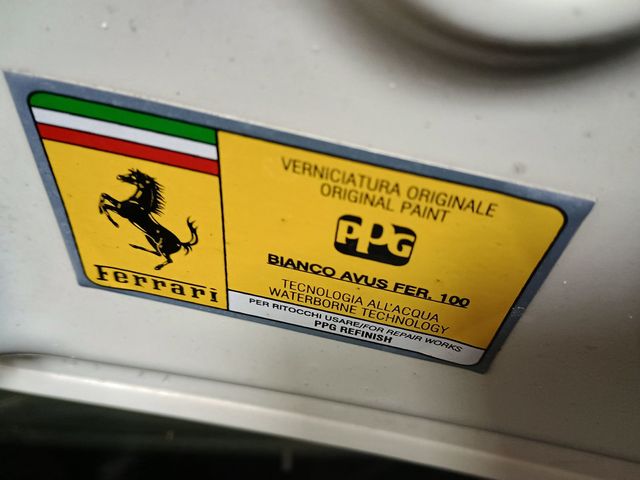 Ferrari
VERNICIATURA ORIGINALE
ORIGINAL PAINT
PPG
BIANCO AVUS FER. 100
TECNOLOGIA ALL'ACQUA
WATERBORNE TECHNOLOGY
PER RITOCCHI USARE/FOR REPAIR WORKS
PPG REFINISH